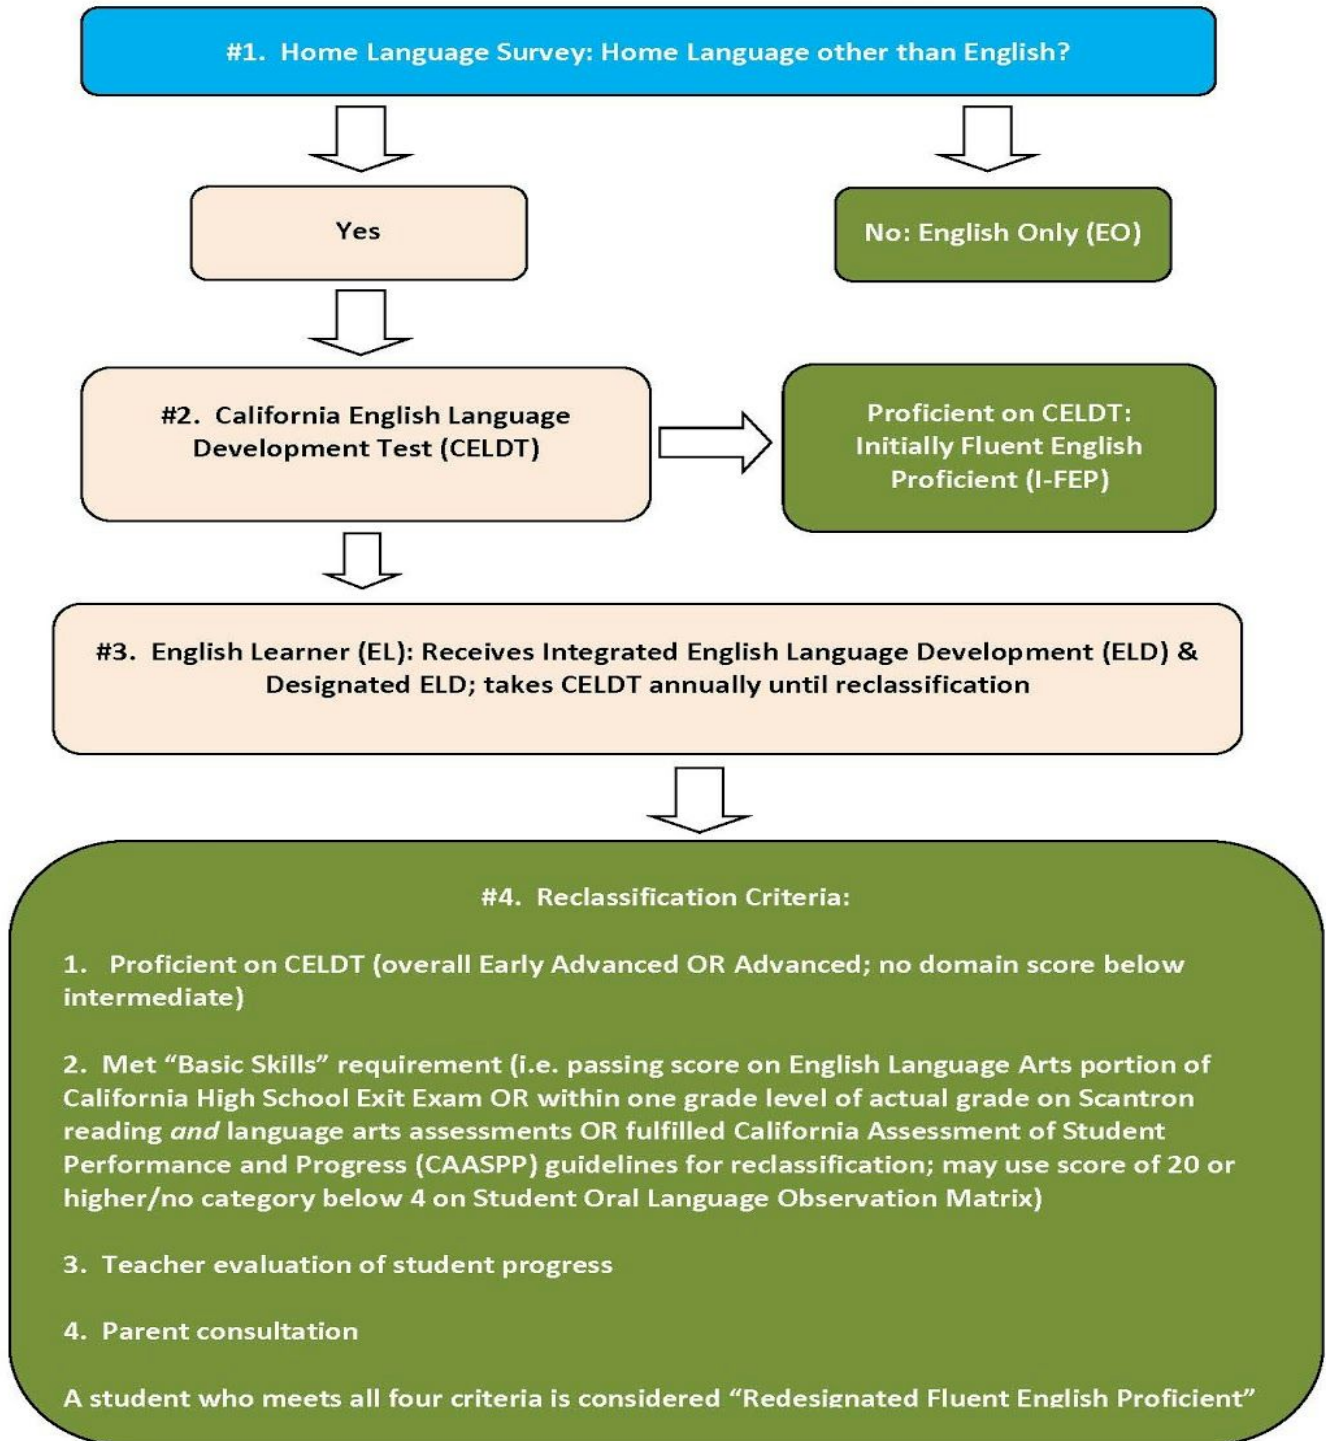 #1.  Home Language Survey: Home Language other than English?
Yes
No: English Only (EO)
#2.  California English Language
Development Test (CELDT)
Proficient on CELDT:
Initially Fluent English
Proficient (I-FEP)
#3.  English Learner (EL): Receives Integrated English Language Development (ELD) &
Designated ELD; takes CELDT annually until reclassification
#4.  Reclassification Criteria:
1.   Proficient on CELDT (overall Early Advanced OR Advanced; no domain score below
intermediate)
2.  Met “Basic Skills” requirement (i.e. passing score on English Language Arts portion of
California High School Exit Exam OR within one grade level of actual grade on Scantron
reading and language arts assessments OR fulfilled California Assessment of Student
Performance and Progress (CAASPP) guidelines for reclassification; may use score of 20 or
higher/no category below 4 on Student Oral Language Observation Matrix)
3.  Teacher evaluation of student progress
4.  Parent consultation
A student who meets all four criteria is considered “Redesignated Fluent English Proficient”